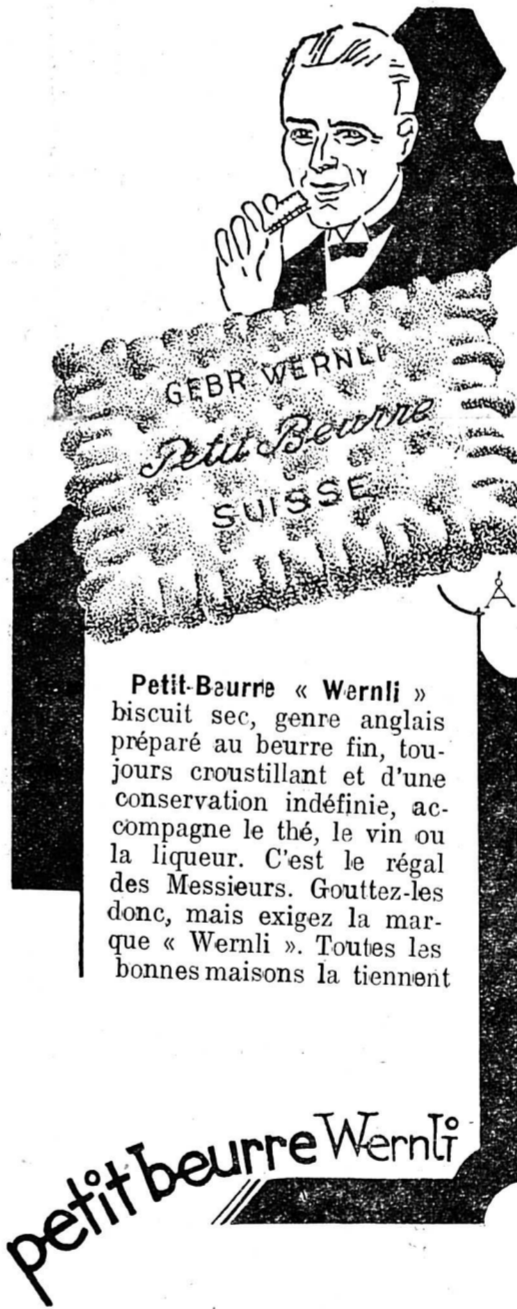 GEBR WERNLI
Petit-Beurre
SUISSE
Petit-Beurre « Wernli »
biscuit sec, genre anglais
préparé au beurre fin, tou-
jours croustillant et d'une
conservation indéfinie, ac-
compagne le thé, le vin ou
la liqueur. C'est le régal
des Messieurs. Gouttez-les
donc, mais exigez la mar-
que « Wernli ». Toutes les
bonnes maisons la tiennent
petit beurre Wernli